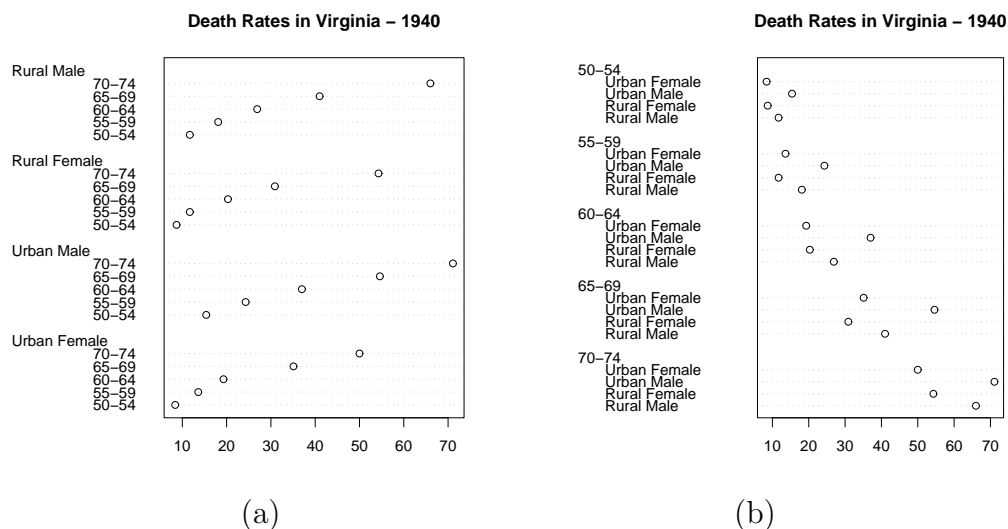 Death Rates in Virginia − 1940
Rural Male
70−74
65−69
60−64
55−59
50−54
Rural Female
70−74
65−69
60−64
55−59
50−54
Urban Male
70−74
65−69
60−64
55−59
50−54
Urban Female
70−74
65−69
60−64
55−59
50−54
10 20 30 40 50 60 70
(a)
Death Rates in Virginia − 1940
50−54
Urban Female
Urban Male
Rural Female
Rural Male
55−59
Urban Female
Urban Male
Rural Female
Rural Male
60−64
Urban Female
Urban Male
Rural Female
Rural Male
65−69
Urban Female
Urban Male
Rural Female
Rural Male
70−74
Urban Female
Urban Male
Rural Female
Rural Male
10 20 30 40 50 60 70
(b)